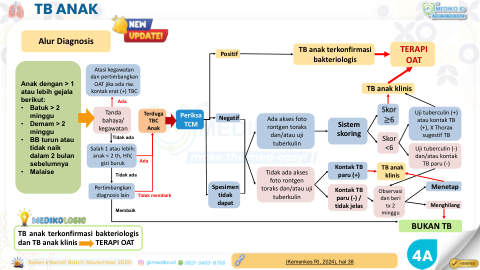 TB ANAK
MEDIKO.ID
NEW
UPDATE!
Alur Diagnosis
Anak dengan > 1
atau lebih gejala
berikut:
• Batuk > 2
minggu
• Demam > 2
minggu
• BB turun atau
tidak naik
dalam 2 bulan
sebelumnya
• Malaise
Atasi kegawatan
dan pertimbangkan
OAT jika ada riw.
kontak erat (+) TBC
Ada
Tanda
bahaya/
kegawatan
Tidak ada
Salah 1 atau lebih:
anak < 2 th, HIV,
gizi buruk
Ada
Tidak ada
Pertimbangkan
diagnosis lain
Tidak membaik
Membaik
Terduga
TBC
Anak
Periksa
TCM
Positif
Negatif
Spesimen
tidak
dapat
TB anak terkonfirmasi
bakteriologis
TERAPI
OAT
TB anak klinis
Ada akses foto
rontgen toraks
dan/atau uji
tuberkulin
Sistem
skoring
Skor
≥6
Skor
<6
Uji tuberculin (+)
atau kontak TB
(+), X Thorax
sugestif TB
Uji tuberculin (-)
dan/atau kontak
TB paru (-)
Tidak ada akses
foto rontgen
toraks dan/atau uji
tuberkulin
Kontak TB
paru (+)
TB anak
klinis
Kontak TB
paru (-) /
tidak jelas
Observasi
dan beri
tx 2
minggu
Menetap
Menghilang
BUKAN TB
MEDIKOLOGIC
TB anak terkonfirmasi bakteriologis
dan TB anak klinis TERAPI OAT
(Kemenkes RI, 2024), hal 38
4A